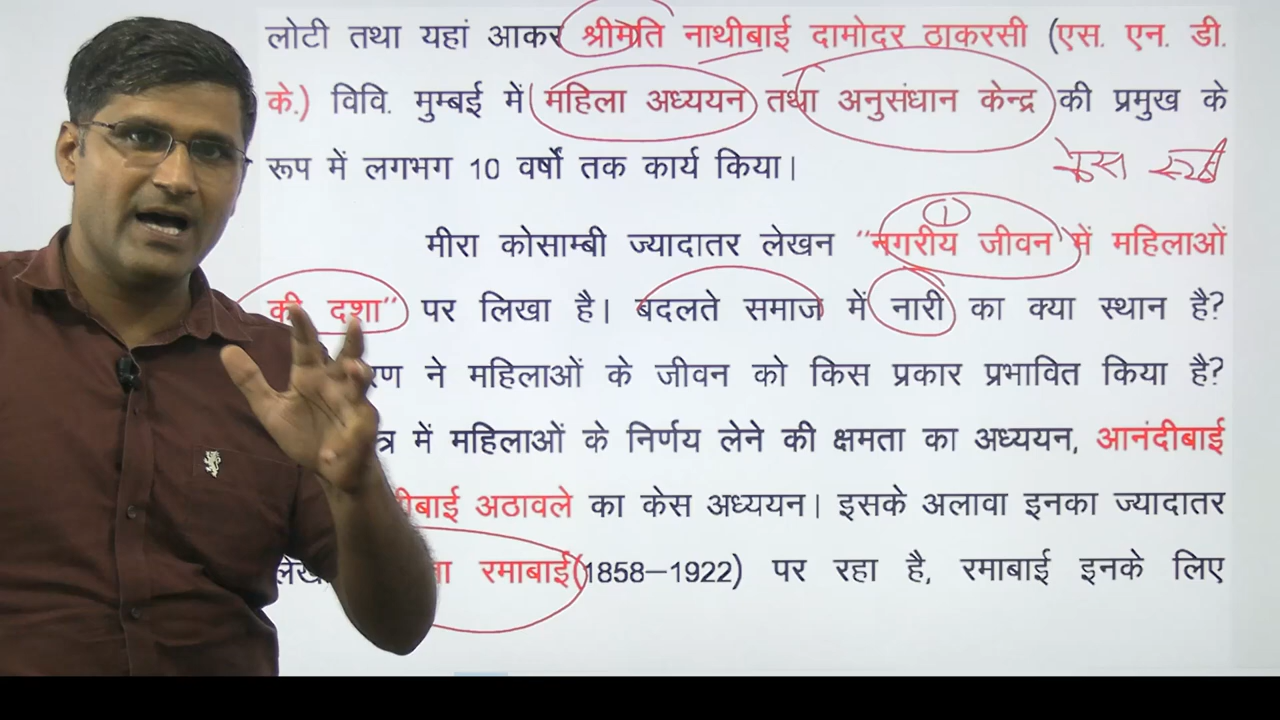 लोटी तथा यहां आकर श्रीमति नाथीबाई दामोदर ठाकरसी (एस. एन. डी.
के.) विवि. मुम्बई में महिला अध्ययन तथा अनुसंधान केन्द्र की प्रमुख के
रूप में लगभग 10 वर्षों तक कार्य किया।
केस स्टडी
1
मीरा कोसाम्बी ज्यादातर लेखन "नगरीय जीवन में महिलाओं
की दशा" पर लिखा है। बदलते समाज में नारी का क्या स्थान है?
रण ने महिलाओं के जीवन को किस प्रकार प्रभावित किया है?
त्र में महिलाओं के निर्णय लेने की क्षमता का अध्ययन, आनंदीबाई
बाई अठावले का केस अध्ययन। इसके अलावा इनका ज्यादातर
रमाबाई(1858–1922) पर रहा है, रमाबाई इनके लिए